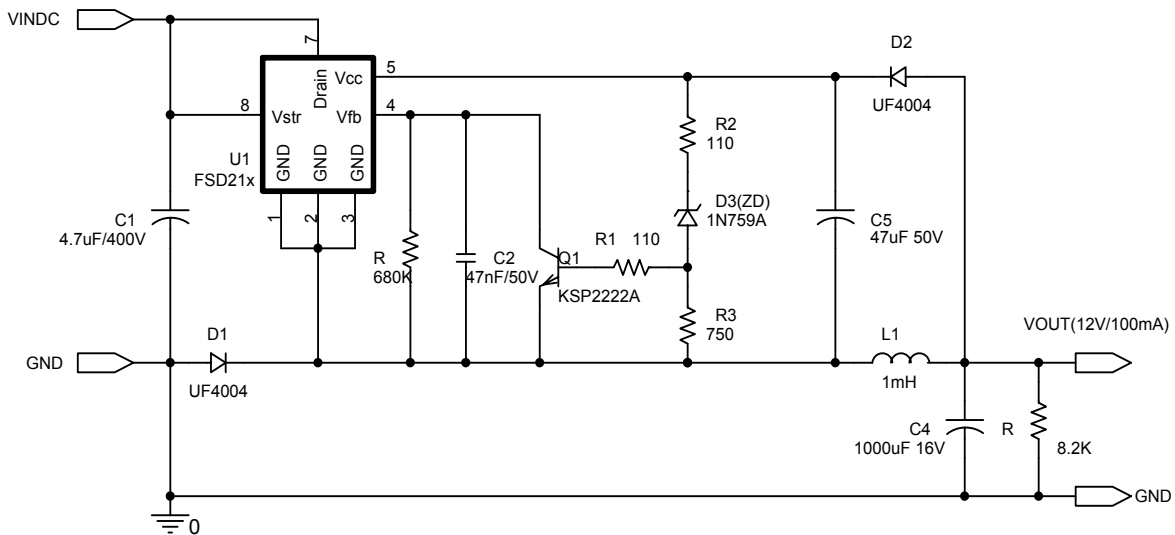 VINDC
7
D2
5
Vcc
Drain
UF4004
8
Vstr
Vfb
4
R2
110
U1
FSD21x
GND
GND
GND
D3(ZD)
1N759A
1
2
3
C1
4.7uF/400V
C5
47uF 50V
R1 110
R
680K
C2
47nF/50V
Q1
KSP2222A
R3
750
VOUT(12V/100mA)
D1
L1
GND
UF4004
1mH
C4
1000uF 16V
R
8.2K
GND
0